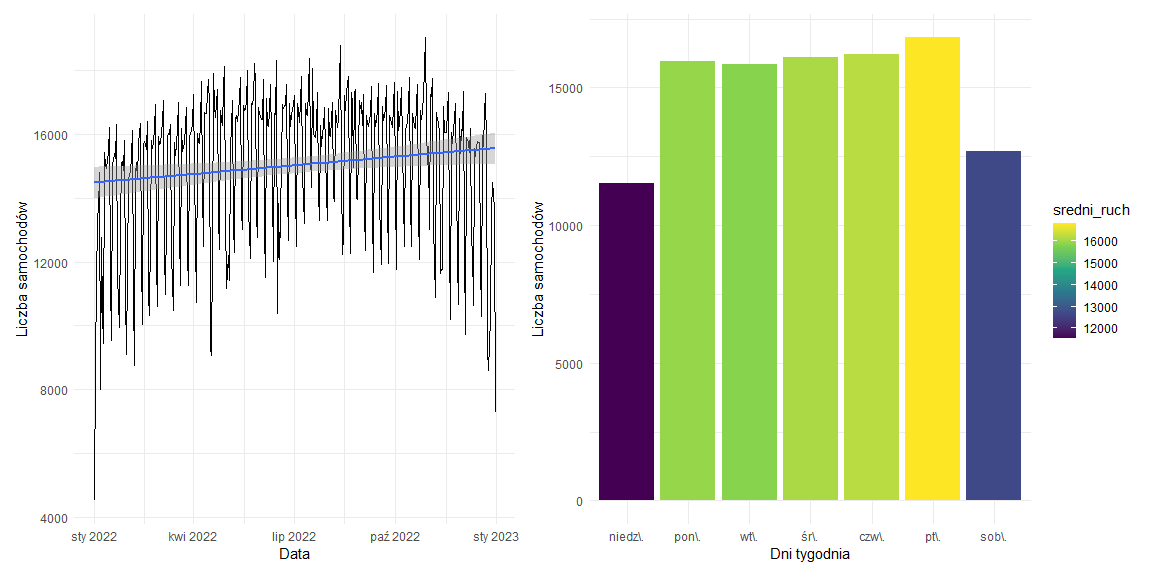 Liczba samochodów
16000
12000
8000
4000
sty 2022
kwi 2022
lip 2022
paź 2022
sty 2023
Data
Liczba samochodów
15000
10000
5000
0
niedz\.
pon\.
wt\.
śr\.
czw\.
pt\.
sob\.
Dni tygodnia
sredni_ruch
16000
15000
14000
13000
12000